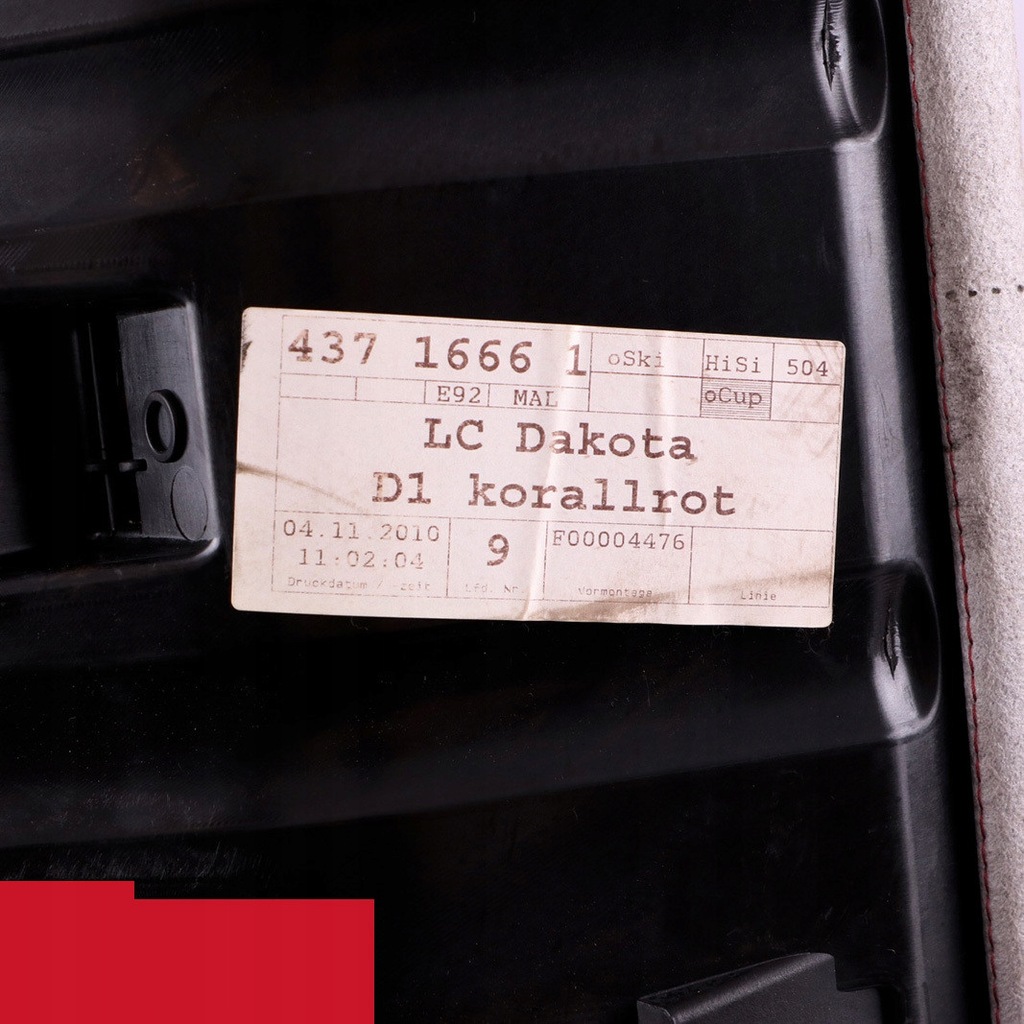 437 1666 1 oSki HiSi 504
E92 MAL oCup
LC Dakota
D1 korallrot
04.11.2010 9 F00004476
11:02:04
Druckdatum / -zeit Lfd. Nr Vormontage Linie